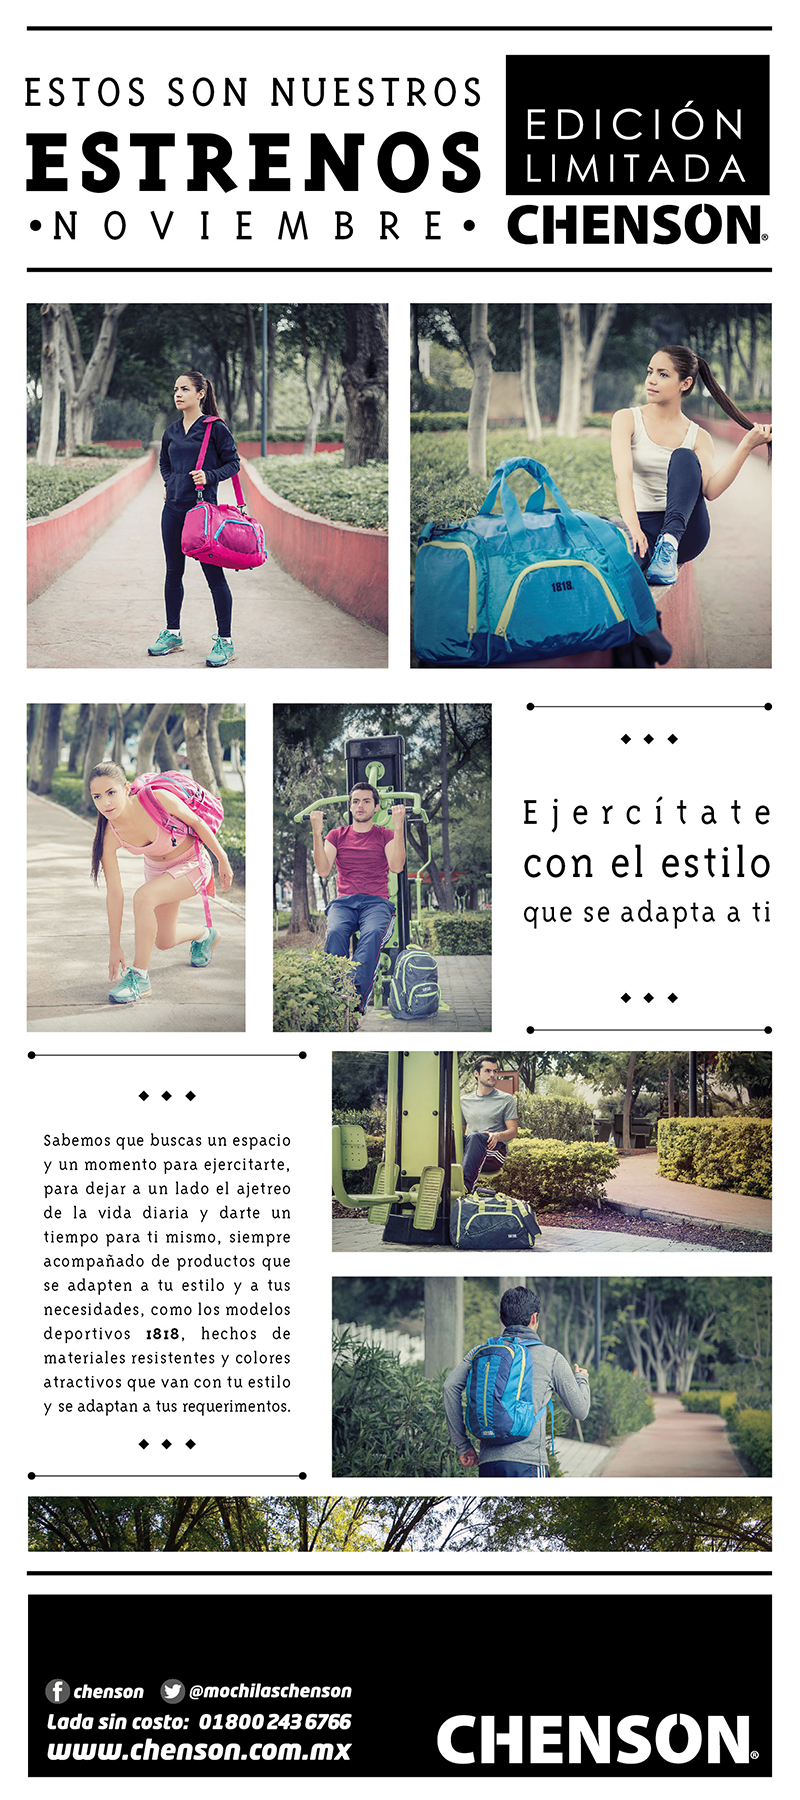 ESTOS SON NUESTROS
ESTRENOS
•NOVIEMBRE•
EDICIÓN
LIMITADA
CHENSON®
1818
1818
Ejercítate
con el estilo
que se adapta a ti
1818
Sabemos que buscas un espacio
y un momento para ejercitarte,
para dejar a un lado el ajetreo
de la vida diaria y darte un
tiempo para ti mismo, siempre
acompañado de productos que
se adapten a tu estilo y a tus
necesidades, como los modelos
deportivos 1818, hechos de
materiales resistentes y colores
atractivos que van con tu estilo
y se adaptan a tus requerimentos.
1818
1818
chenson @mochilaschenson
Lada sin costo: 01800 243 6766
www.chenson.com.mx
CHENSON®